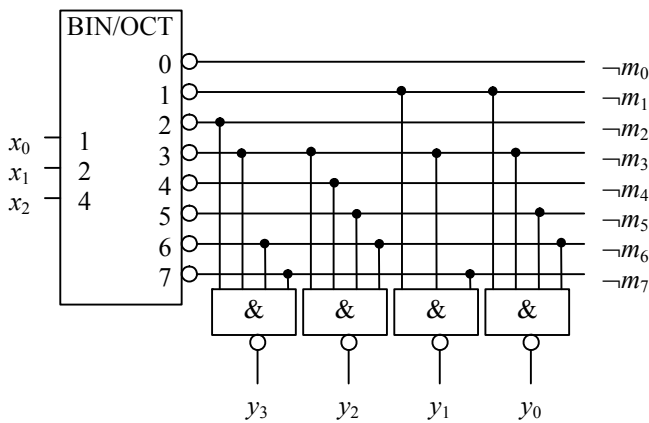 BIN/OCT
0 ¬m0
1 ¬m1
2 ¬m2
x0 1 3 ¬m3
x1 2 4 ¬m4
x2 4 5 ¬m5
6 ¬m6
7 ¬m7
& & & &
y3 y2 y1 y0